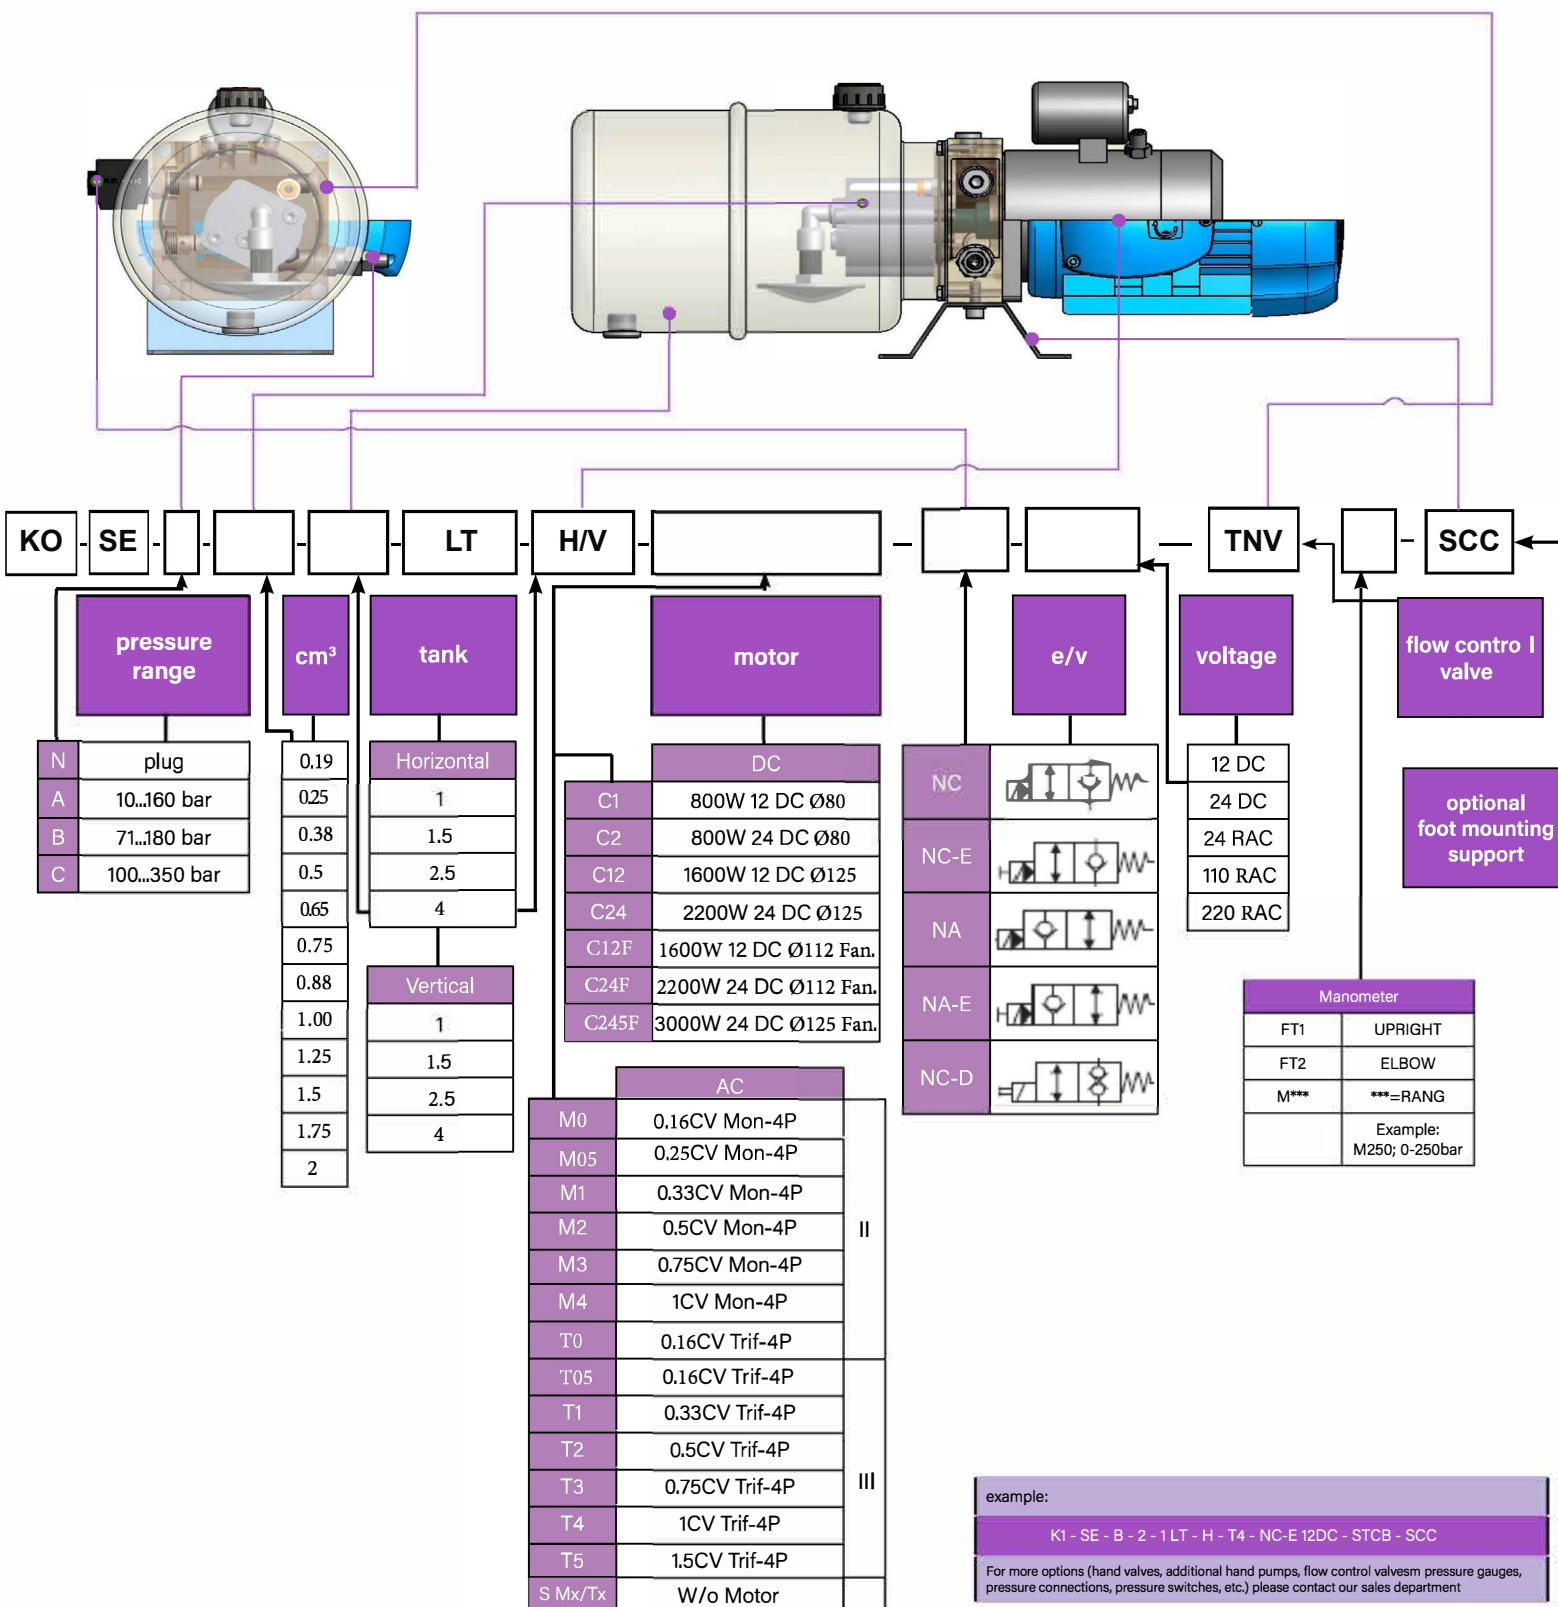 KO - SE - - - - LT - H/V - - - - TNV - SCC
pressure
range
N plug
A 10...160 bar
B 71...180 bar
C 100...350 bar
cm³
0.19
0.25
0.38
0.5
0.65
0.75
0.88
1.00
1.25
1.5
1.75
2
tank
Horizontal
1
1.5
2.5
4
Vertical
1
1.5
2.5
4
motor
DC
C1 800W 12 DC Ø80
C2 800W 24 DC Ø80
C12 1600W 12 DC Ø125
C24 2200W 24 DC Ø125
C12F 1600W 12 DC Ø112 Fan.
C24F 2200W 24 DC Ø112 Fan.
C245F 3000W 24 DC Ø125 Fan.
AC
M0 0.16CV Mon-4P
M05 0.25CV Mon-4P
M1 0.33CV Mon-4P
M2 0.5CV Mon-4P
II
M3 0.75CV Mon-4P
M4 1CV Mon-4P
T0 0.16CV Trif-4P
T05 0.16CV Trif-4P
T1 0.33CV Trif-4P
T2 0.5CV Trif-4P
T3 0.75CV Trif-4P
III
T4 1CV Trif-4P
T5 1.5CV Trif-4P
S Mx/Tx W/o Motor
e/v
NC
NC-E
NA
NA-E
NC-D
voltage
12 DC
24 DC
24 RAC
110 RAC
220 RAC
flow contro l
valve
optional
foot mounting
support
Manometer
FT1 UPRIGHT
FT2 ELBOW
M*** ***=RANG
Example:
M250; 0-250bar
example:
K1 - SE - B - 2 - 1 LT - H - T4 - NC-E 12DC - STCB - SCC
For more options (hand valves, additional hand pumps, flow control valvesm pressure gauges,
pressure connections, pressure switches, etc.) please contact our sales department